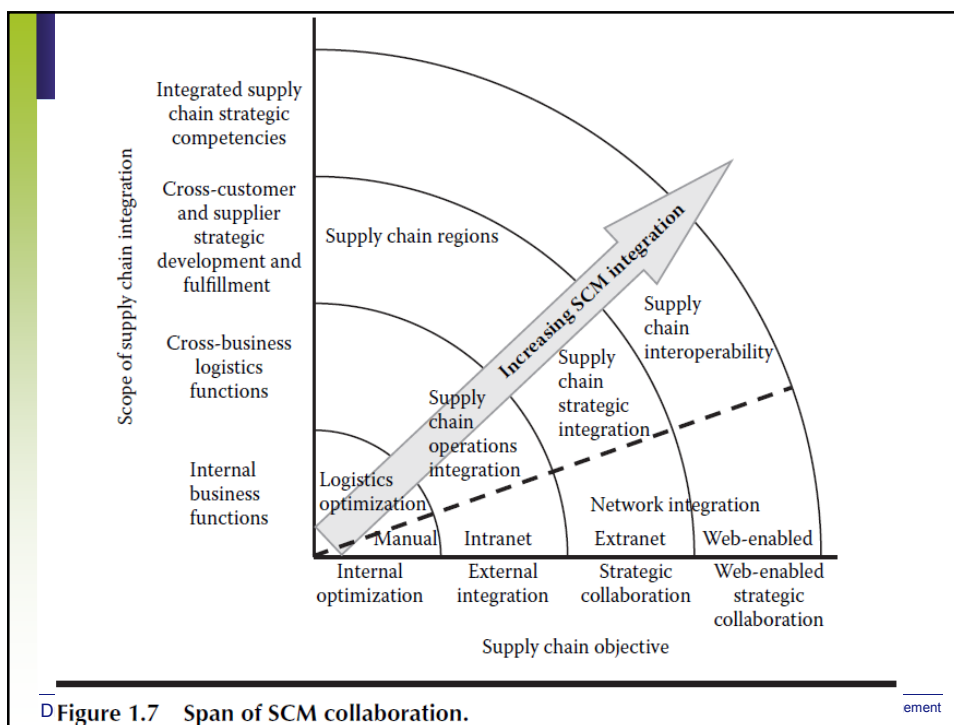 Scope of supply chain integration
Integrated supply
chain strategic
competencies
Cross-customer
and supplier
strategic
development and
fulfillment
Cross-business
logistics
functions
Internal
business
functions
Supply chain regions
Increasing SCM integration
Supply
chain
interoperability
Supply
chain
strategic
integration
Supply
chain
operations
integration
Logistics
optimization
Network integration
Manual
Intranet
Extranet
Web-enabled
Internal
optimization
External
integration
Strategic
collaboration
Web-enabled
strategic
collaboration
Supply chain objective
D
Figure 1.7 Span of SCM collaboration.
ement